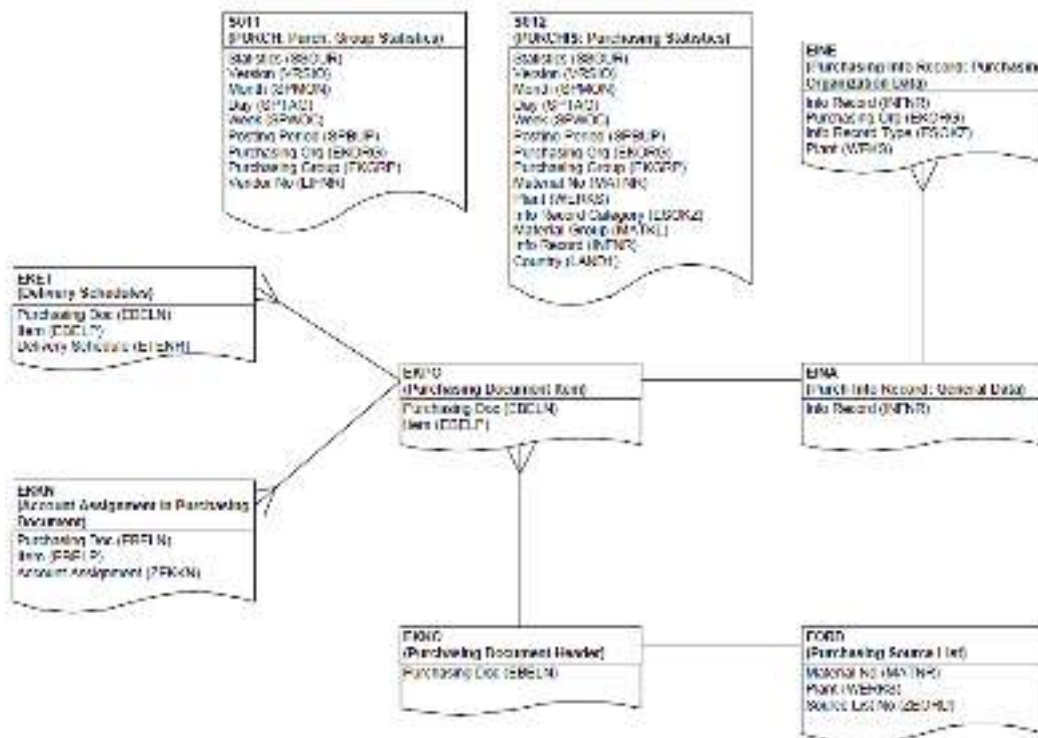 S011
(PURCH: Purch. Group Statistics)
Statistics (SSOUR)
Version (VRSIO)
Month (SPMON)
Day (SPTAG)
Week (SPWOC)
Posting Period (SPBUP)
Purchasing Org (EKORG)
Purchasing Group (EKGRP)
Vendor No (LIFNR)
S012
(PURCHIS: Purchasing Statistics)
Statistics (SSOUR)
Version (VRSIO)
Month (SPMON)
Day (SPTAG)
Week (SPWOC)
Posting Period (SPBUP)
Purchasing Org (EKORG)
Purchasing Group (EKGRP)
Material No (MATNR)
Plant (WERKS)
Info Record Category (ESOKZ)
Material Group (MATKL)
Info Record (INFNR)
Country (LAND1)
EINE
(Purchasing Info Record: Purchasing
Organization Data)
Info Record (INFNR)
Purchasing Org (EKORG)
Info Record Type (ESOKZ)
Plant (WERKS)
EKET
(Delivery Schedules)
Purchasing Doc (EBELN)
Item (EBELP)
Delivery Schedule (ETENR)
EKPO
(Purchasing Document Item)
Purchasing Doc (EBELN)
Item (EBELP)
EINA
(Purch Info Record: General Data)
Info Record (INFNR)
EKKN
(Account Assignment in Purchasing
Document)
Purchasing Doc (EBELN)
Item (EBELP)
Account Assignment (ZEKKN)
EKKO
(Purchasing Document Header)
Purchasing Doc (EBELN)
EORD
(Purchasing Source List)
Material No (MATNR)
Plant (WERKS)
Source List No (ZEORD)